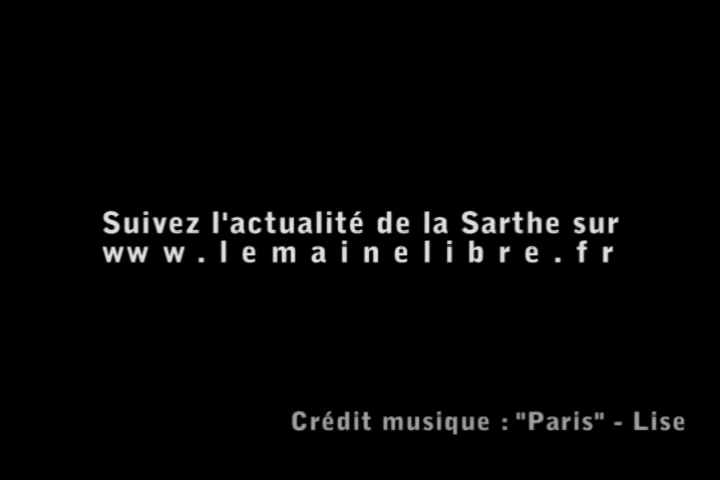 Suivez l'actualité de la Sarthe sur
www.lemainelibre.fr
Crédit musique : "Paris" - Lise